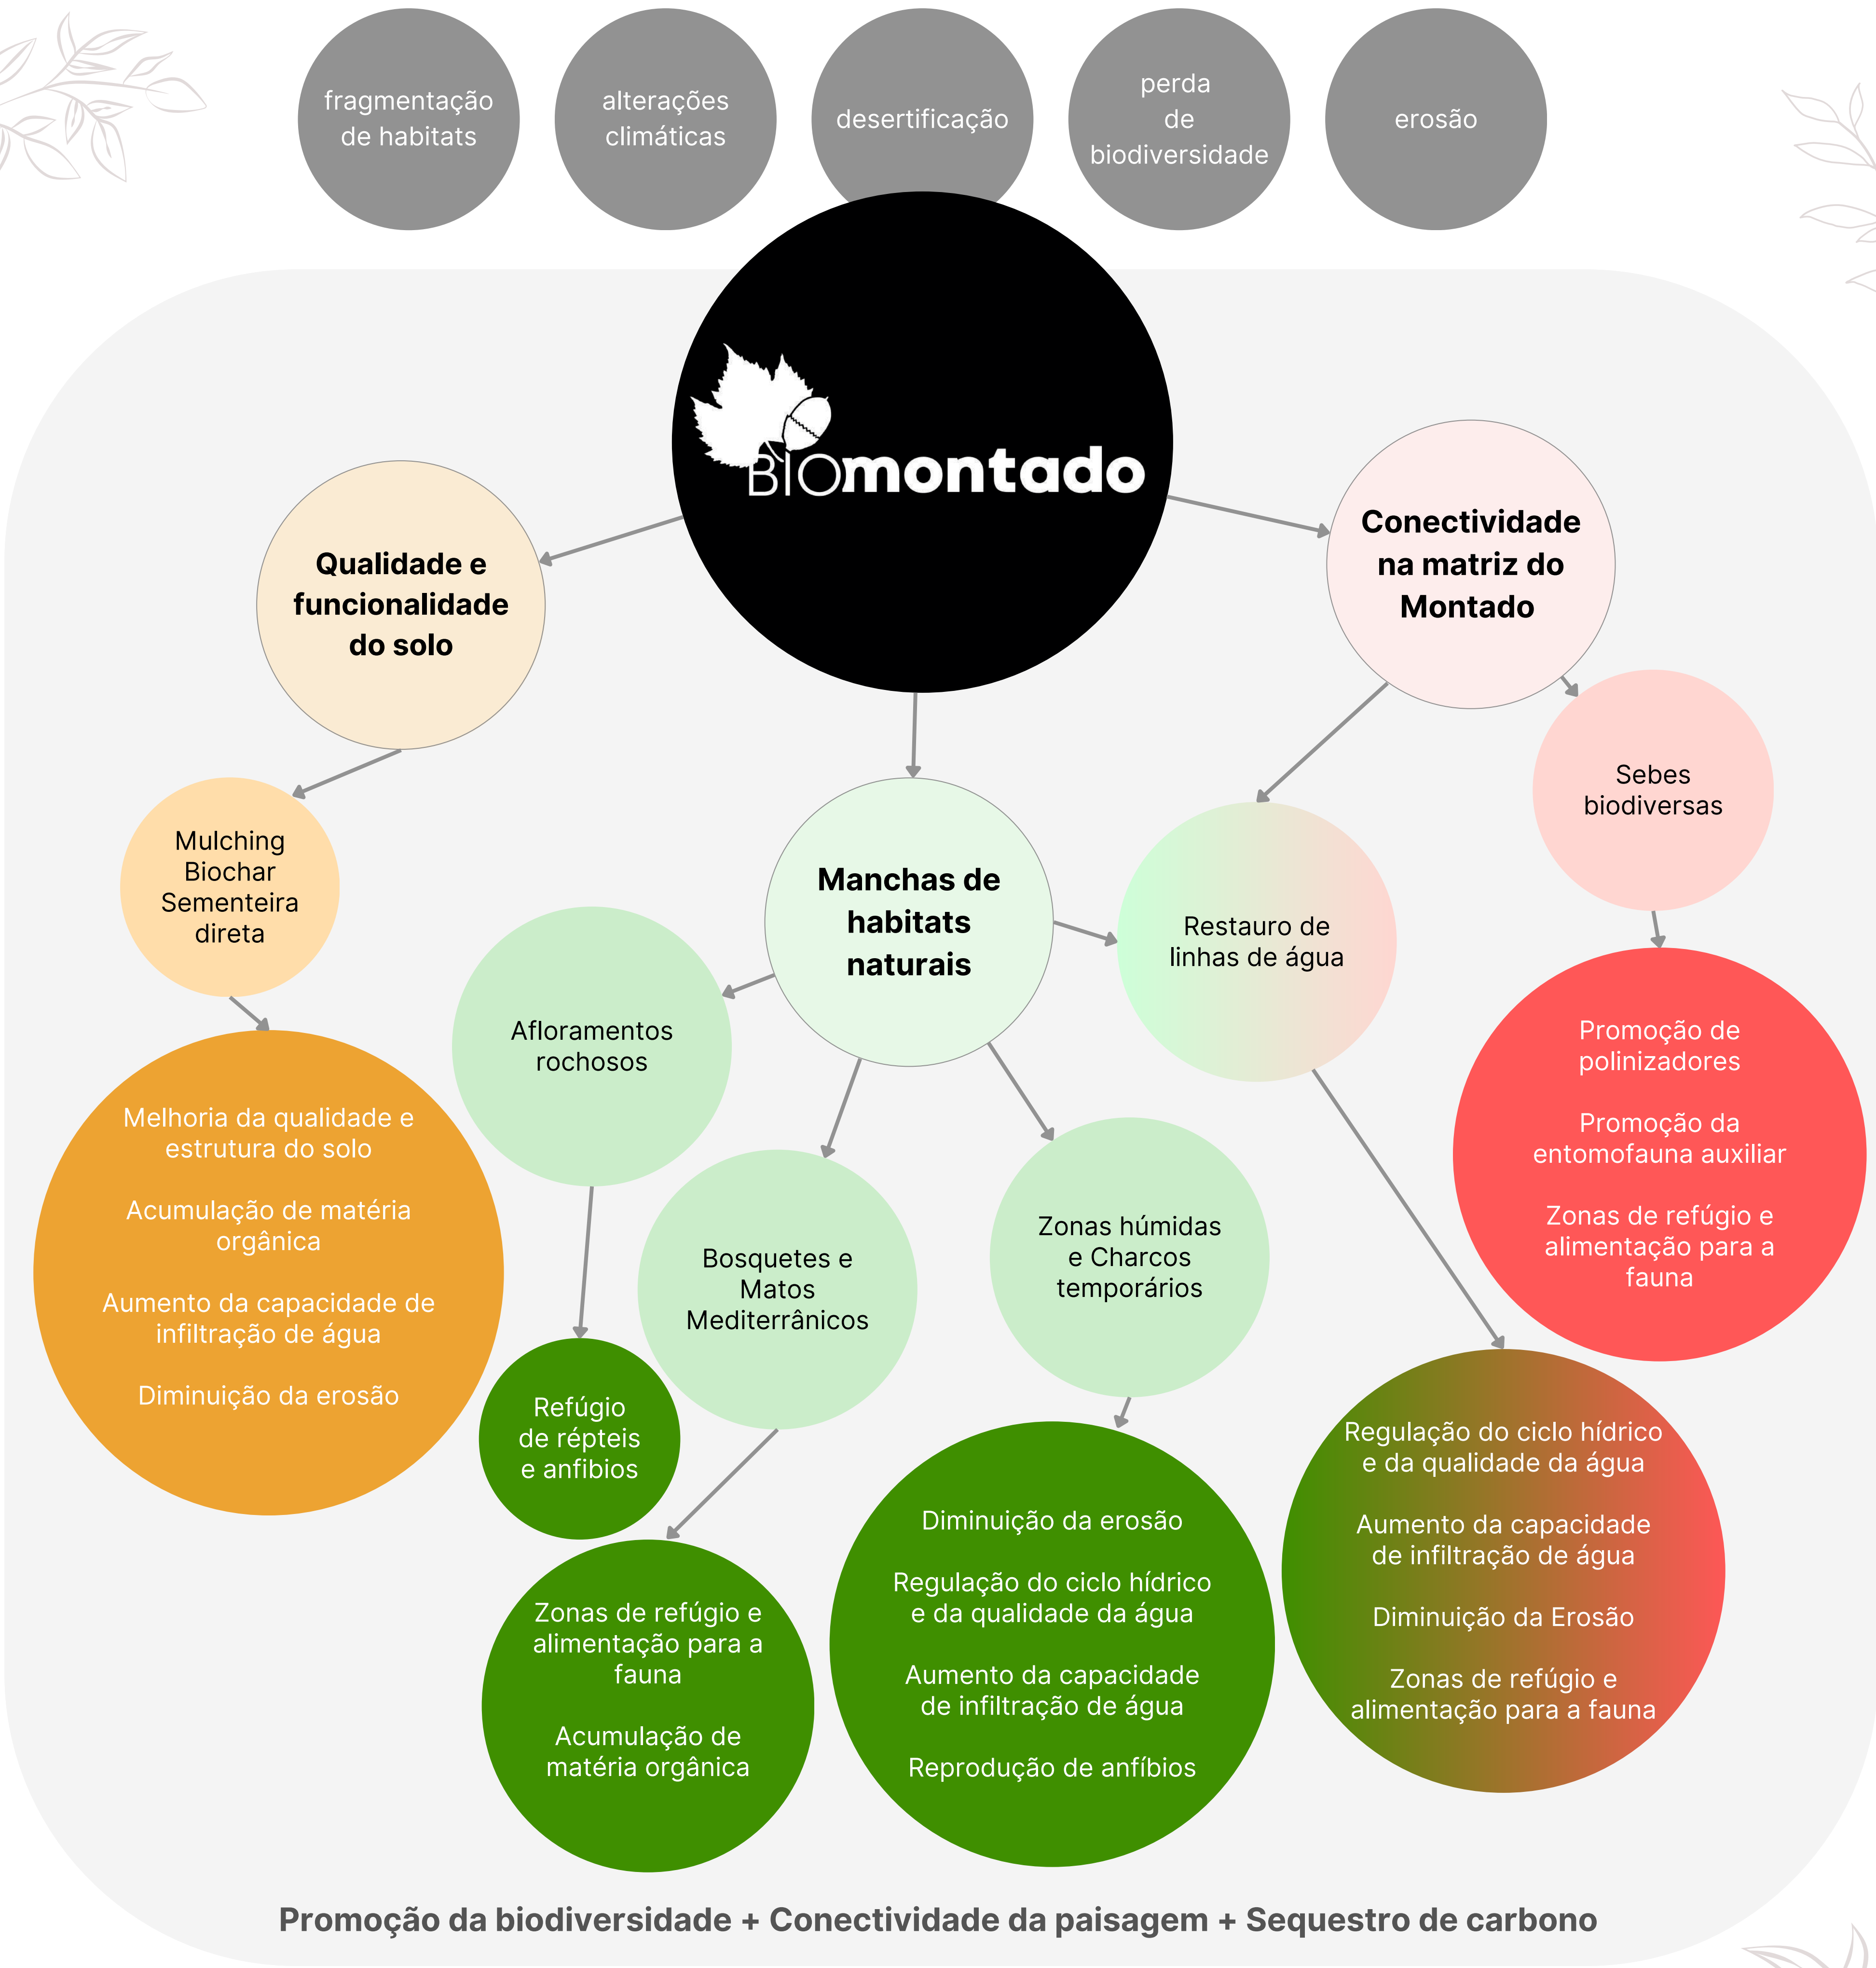 fragmentação
de habitats
alterações
climáticas
desertificação
perda
de
biodiversidade
erosão
BIOmontado
Qualidade e
funcionalidade
do solo
Conectividade
na matriz do
Montado
Mulching
Biochar
Sementeira
direta
Manchas de
habitats
naturais
Restauro de
linhas de água
Sebes
biodiversas
Afloramentos
rochosos
Bosquetes e
Matos
Mediterrânicos
Zonas húmidas
e Charcos
temporários
Melhoria da qualidade e
estrutura do solo
Acumulação de matéria
orgânica
Aumento da capacidade de
infiltração de água
Diminuição da erosão
Refúgio
de répteis
e anfibios
Zonas de refúgio e
alimentação para a
fauna
Acumulação de
matéria orgânica
Diminuição da erosão
Regulação do ciclo hídrico
e da qualidade da água
Aumento da capacidade
de infiltração de água
Reprodução de anfíbios
Regulação do ciclo hídrico
e da qualidade da água
Aumento da capacidade
de infiltração de água
Diminuição da Erosão
Zonas de refúgio e
alimentação para a fauna
Promoção de
polinizadores
Promoção da
entomofauna auxiliar
Zonas de refúgio e
alimentação para a
fauna
Promoção da biodiversidade + Conectividade da paisagem + Sequestro de carbono